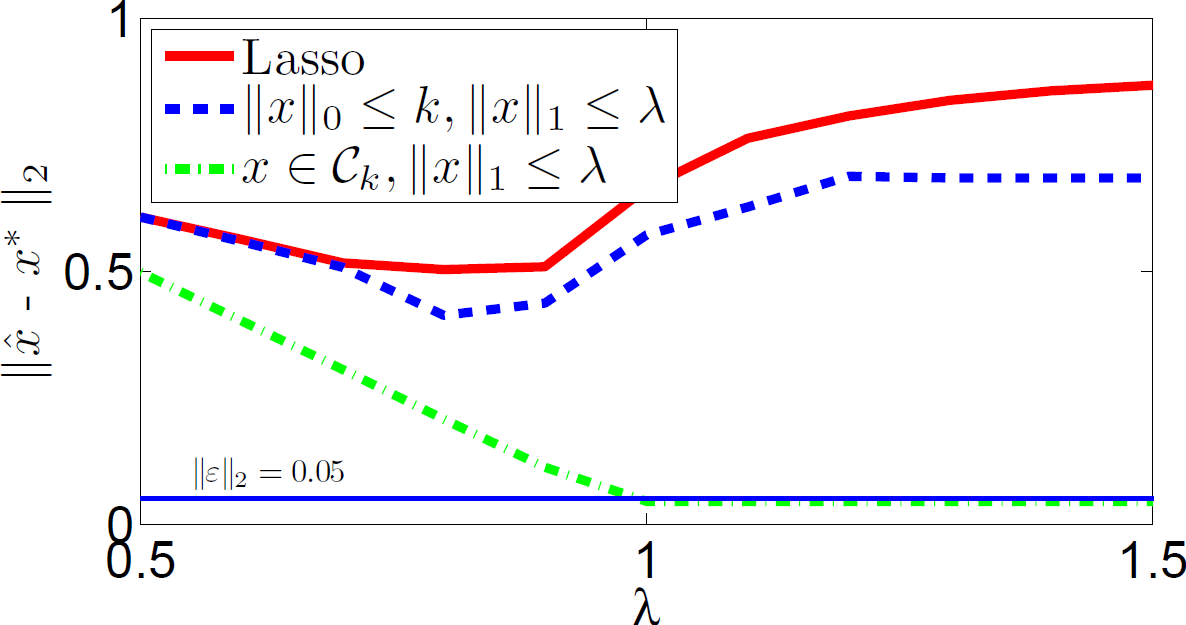 1
Lasso
‖x‖₀ ≤ k, ‖x‖₁ ≤ λ
x ∈ 𝒞ₖ, ‖x‖₁ ≤ λ
‖x̂ - x*‖₂
0.5
‖ε‖₂ = 0.05
0
0.5 1 1.5
λ